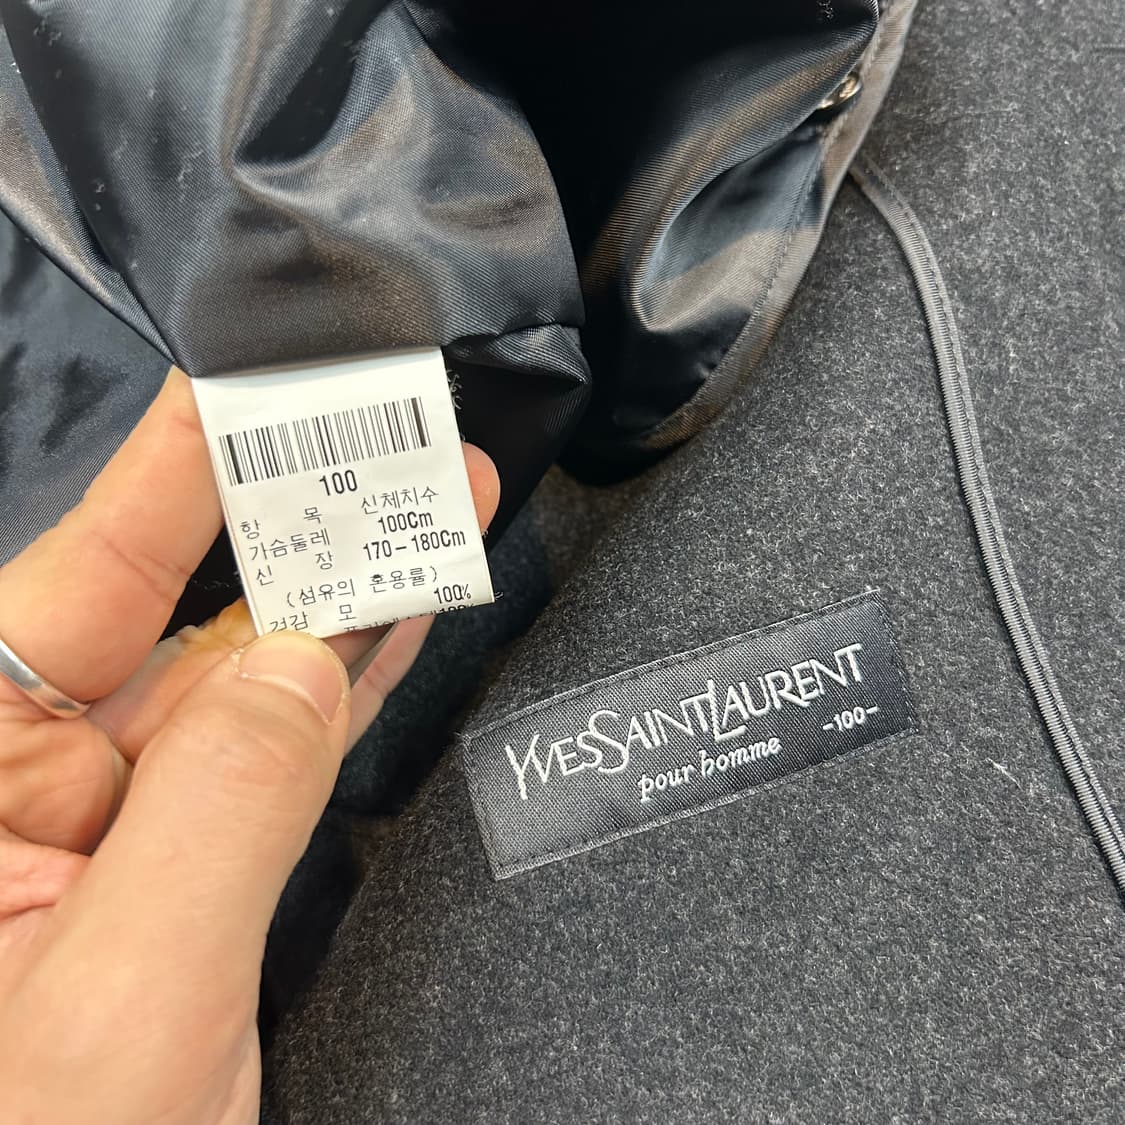 100
항 목 신체치수
가슴둘레 100Cm
신 장 170-180Cm
(섬유의 혼용률)
겉감 모 100%
YVESSAINTLAURENT
pour homme -100-